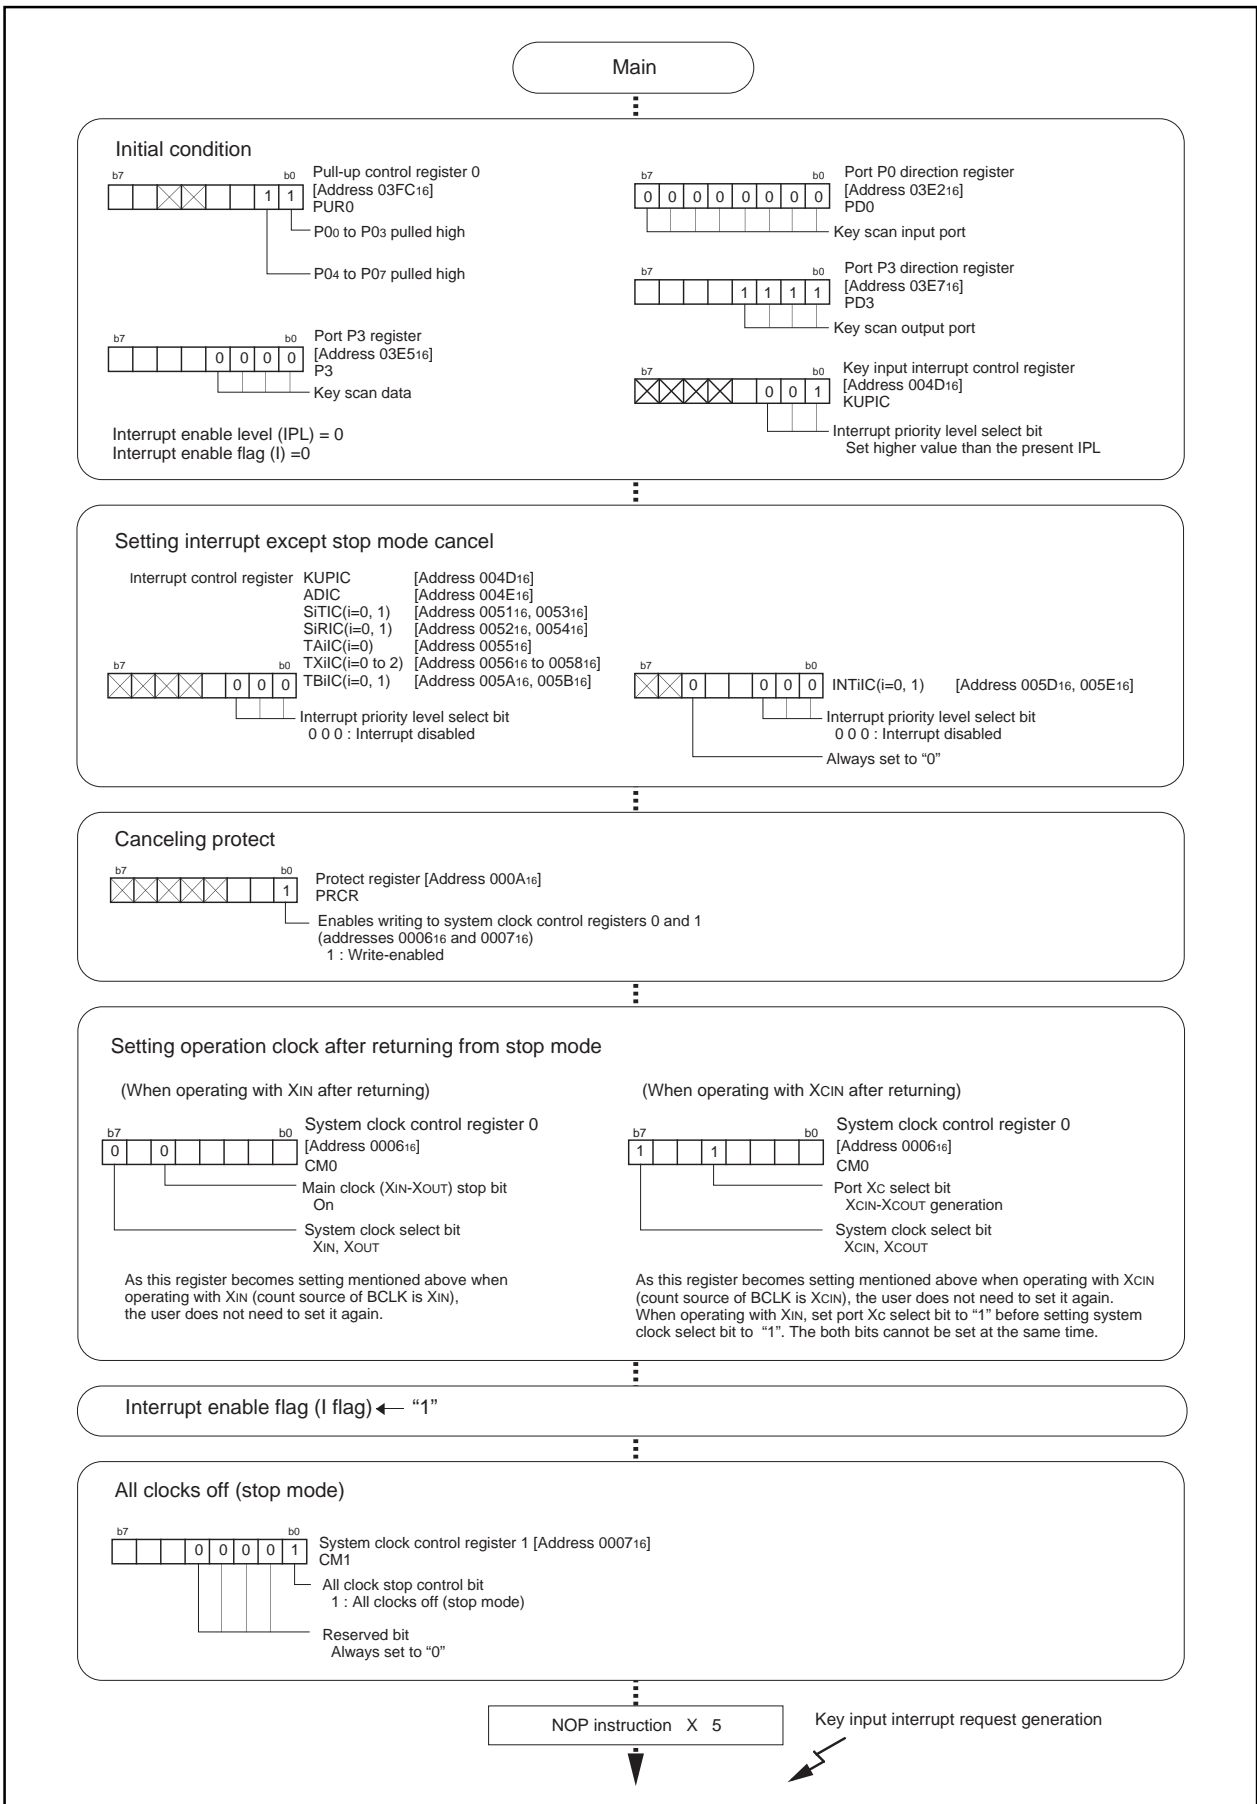 Main
Initial condition
b7 b0
1 1
Pull-up control register 0
[Address 03FC16]
PUR0
P00 to P03 pulled high
P04 to P07 pulled high
b7 b0
0 0 0 0
Port P3 register
[Address 03E516]
P3
Key scan data
Interrupt enable level (IPL) = 0
Interrupt enable flag (I) =0
b7 b0
0 0 0 0 0 0 0 0
Port P0 direction register
[Address 03E216]
PD0
Key scan input port
b7 b0
1 1 1 1
Port P3 direction register
[Address 03E716]
PD3
Key scan output port
b7 b0
0 0 1
Key input interrupt control register
[Address 004D16]
KUPIC
Interrupt priority level select bit
Set higher value than the present IPL
Setting interrupt except stop mode cancel
Interrupt control register KUPIC [Address 004D16]
ADIC [Address 004E16]
SiTIC(i=0, 1) [Address 005116, 005316]
SiRIC(i=0, 1) [Address 005216, 005416]
TAiIC(i=0) [Address 005516]
TXiIC(i=0 to 2) [Address 005616 to 005816]
TBiIC(i=0, 1) [Address 005A16, 005B16]
b7 b0
0 0 0
Interrupt priority level select bit
0 0 0 : Interrupt disabled
b7 b0
0 0 0 0
INTiIC(i=0, 1) [Address 005D16, 005E16]
Interrupt priority level select bit
0 0 0 : Interrupt disabled
Always set to “0”
Canceling protect
b7 b0
1
Protect register [Address 000A16]
PRCR
Enables writing to system clock control registers 0 and 1
(addresses 000616 and 000716)
1 : Write-enabled
Setting operation clock after returning from stop mode
(When operating with XIN after returning)
b7 b0
0 0
System clock control register 0
[Address 000616]
CM0
Main clock (XIN-XOUT) stop bit
On
System clock select bit
XIN, XOUT
As this register becomes setting mentioned above when
operating with XIN (count source of BCLK is XIN),
the user does not need to set it again.
(When operating with XCIN after returning)
b7 b0
1 1
System clock control register 0
[Address 000616]
CM0
Port XC select bit
XCIN-XCOUT generation
System clock select bit
XCIN, XCOUT
As this register becomes setting mentioned above when operating with XCIN
(count source of BCLK is XCIN), the user does not need to set it again.
When operating with XIN, set port Xc select bit to “1” before setting system
clock select bit to “1”. The both bits cannot be set at the same time.
Interrupt enable flag (I flag) ← “1”
All clocks off (stop mode)
b7 b0
0 0 0 0 1
System clock control register 1 [Address 000716]
CM1
All clock stop control bit
1 : All clocks off (stop mode)
Reserved bit
Always set to “0”
NOP instruction X 5
Key input interrupt request generation